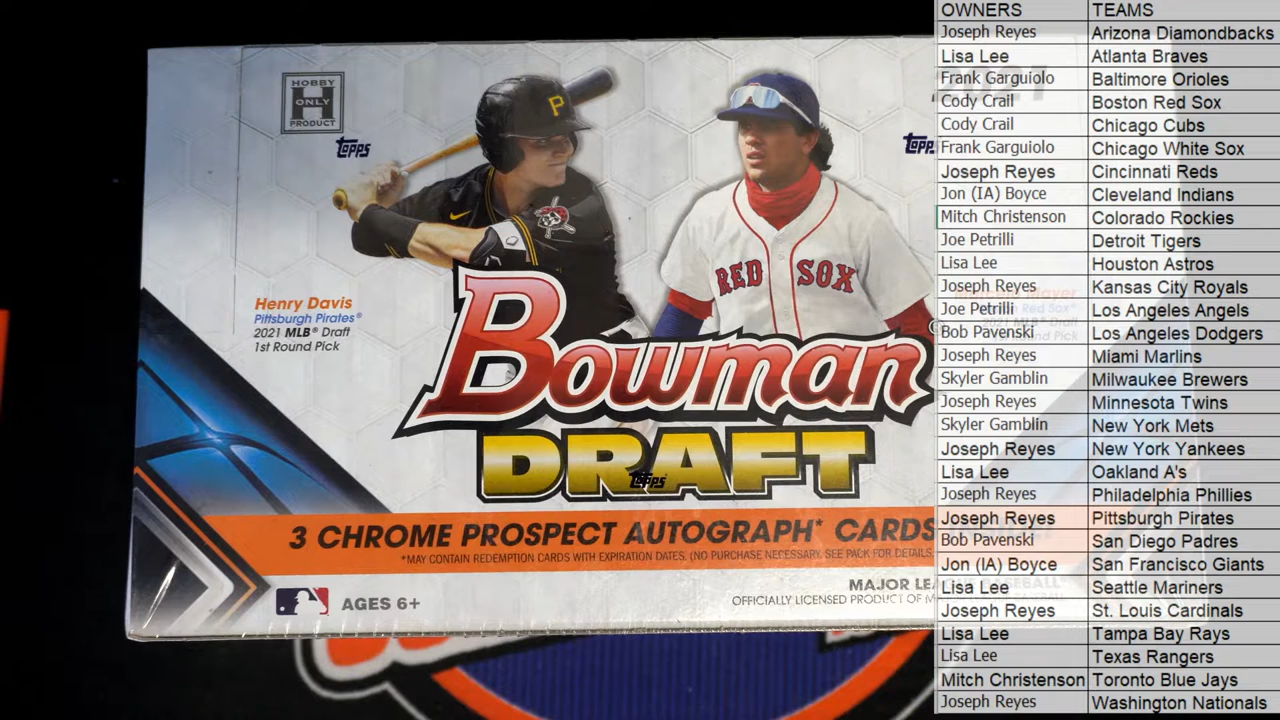 HOBBY
H
ONLY
PRODUCT
Topps
Topps
2021
P
RED SOX
Henry Davis
Pittsburgh Pirates®
2021 MLB® Draft
1st Round Pick
Bowman
DRAFT
Topps
3 CHROME PROSPECT AUTOGRAPH* CARDS
*MAY CONTAIN REDEMPTION CARDS WITH EXPIRATION DATES. (NO PURCHASE NECESSARY. SEE PACK FOR DETAILS.
AGES 6+
MAJOR LEAGUE BASEBALL
OFFICIALLY LICENSED PRODUCT OF
OWNERS TEAMS
Joseph Reyes Arizona Diamondbacks
Lisa Lee Atlanta Braves
Frank Garguiolo Baltimore Orioles
Cody Crail Boston Red Sox
Cody Crail Chicago Cubs
Frank Garguiolo Chicago White Sox
Joseph Reyes Cincinnati Reds
Jon (IA) Boyce Cleveland Indians
Mitch Christenson Colorado Rockies
Joe Petrilli Detroit Tigers
Lisa Lee Houston Astros
Joseph Reyes Kansas City Royals
Joe Petrilli Los Angeles Angels
Bob Pavenski Los Angeles Dodgers
Joseph Reyes Miami Marlins
Skyler Gamblin Milwaukee Brewers
Joseph Reyes Minnesota Twins
Skyler Gamblin New York Mets
Joseph Reyes New York Yankees
Lisa Lee Oakland A's
Joseph Reyes Philadelphia Phillies
Joseph Reyes Pittsburgh Pirates
Bob Pavenski San Diego Padres
Jon (IA) Boyce San Francisco Giants
Lisa Lee Seattle Mariners
Joseph Reyes St. Louis Cardinals
Lisa Lee Tampa Bay Rays
Lisa Lee Texas Rangers
Mitch Christenson Toronto Blue Jays
Joseph Reyes Washington Nationals